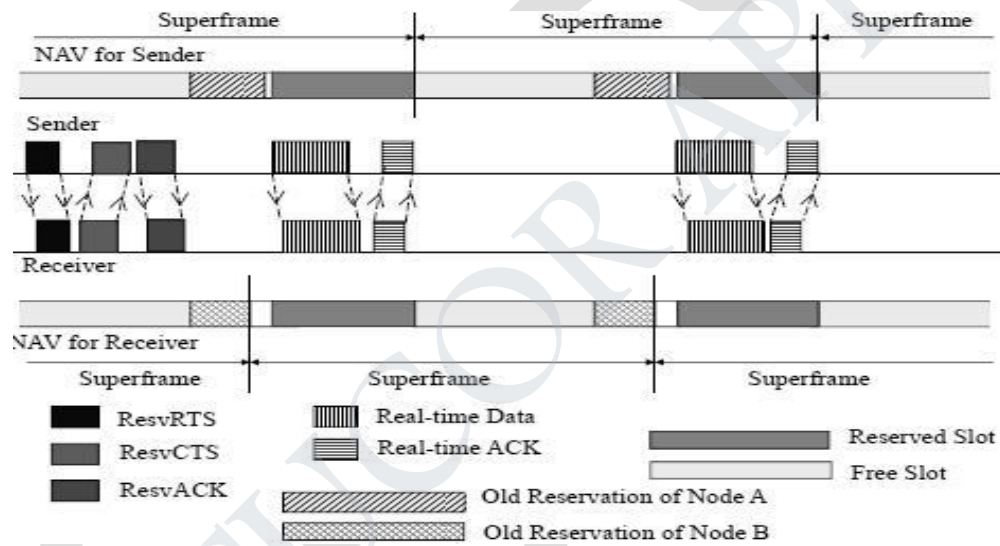 Superframe Superframe Superframe
NAV for Sender
Sender
Receiver
NAV for Receiver
Superframe Superframe Superframe
ResvRTS
ResvCTS
ResvACK
Real-time Data
Real-time ACK
Old Reservation of Node A
Old Reservation of Node B
Reserved Slot
Free Slot